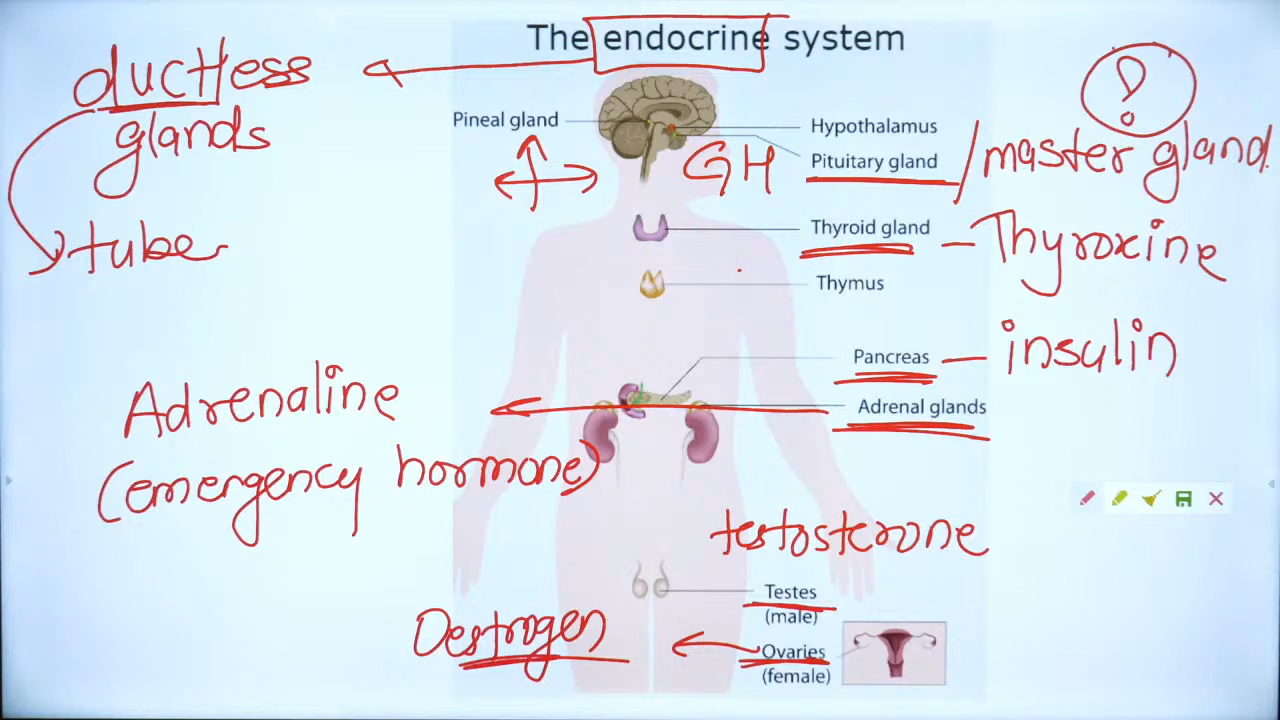 The endocrine system
ductless
glands
tube
Pineal gland
Hypothalamus
Pituitary gland
GH
/master gland
Thyroid gland
Thyroxine
Thymus
Pancreas
insulin
Adrenal glands
Adrenaline
(emergency hormone)
testosterone
Testes
(male)
Oestrogen
Ovaries
(female)